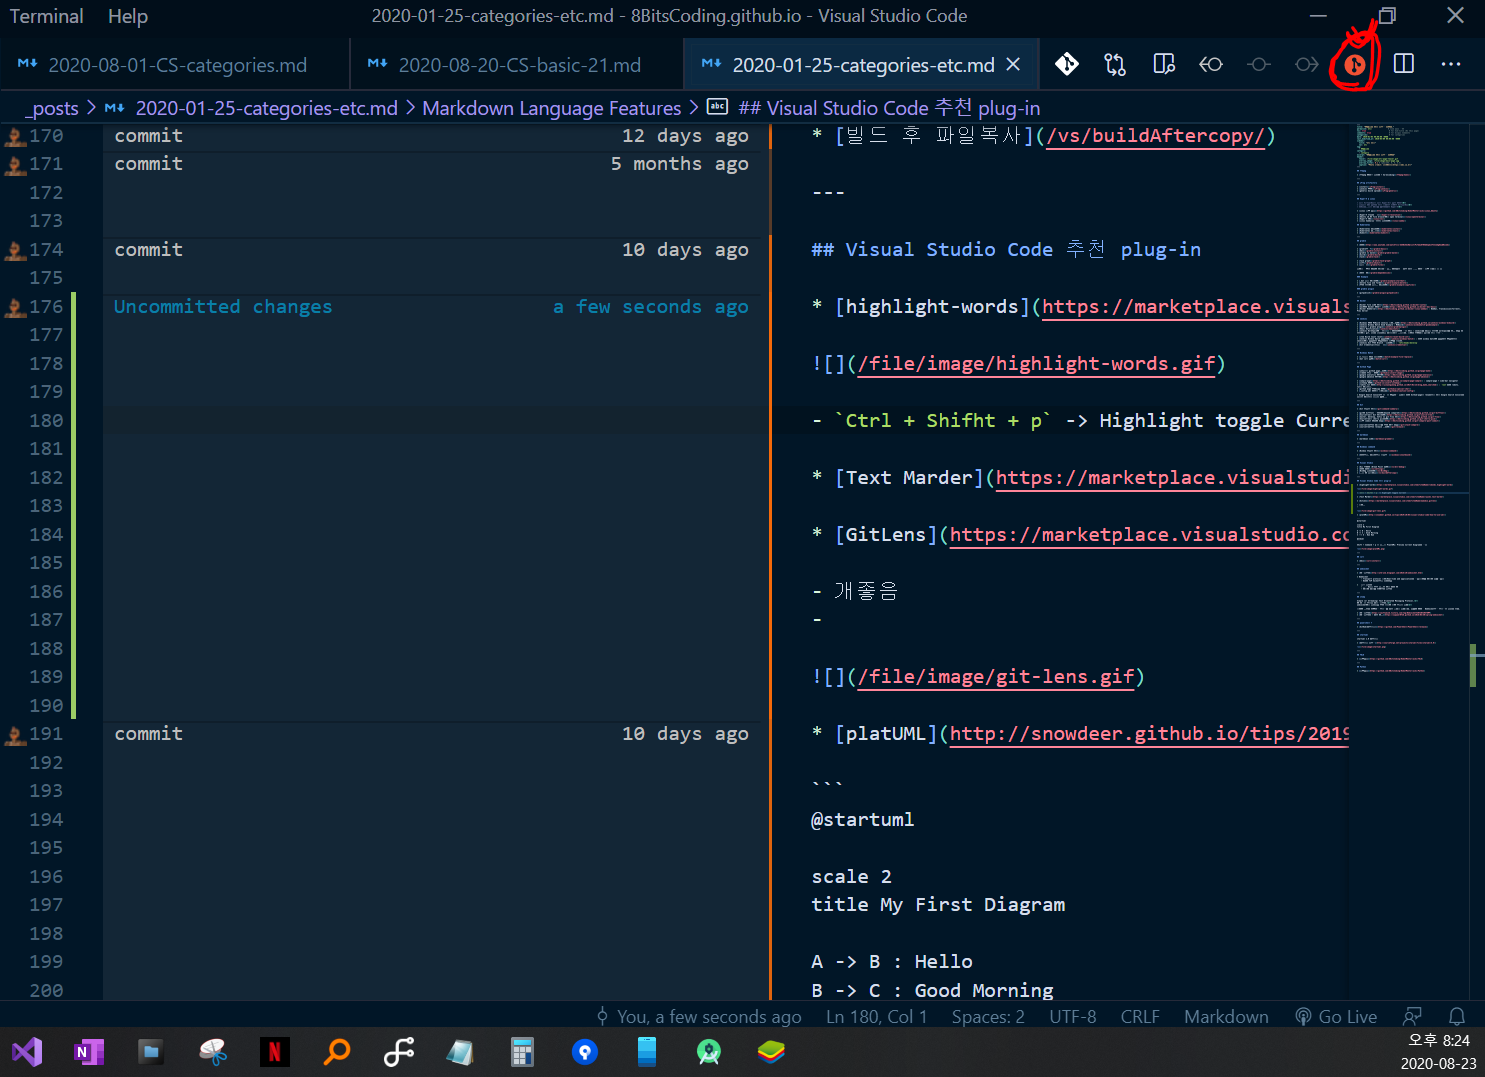 Terminal Help 2020-01-25-categories-etc.md - 8BitsCoding.github.io - Visual Studio Code
2020-08-01-CS-categories.md 2020-08-20-CS-basic-21.md 2020-01-25-categories-etc.md
_posts > 2020-01-25-categories-etc.md > Markdown Language Features > abc ## Visual Studio Code 추천 plug-in
170 commit 12 days ago * [빌드 후 파일복사](/vs/buildAftercopy/)
171 commit 5 months ago
172 ---
173
174 commit 10 days ago ## Visual Studio Code 추천 plug-in
175
176 Uncommitted changes a few seconds ago * [highlight-words](https://marketplace.visuals
177
178 ![](/file/image/highlight-words.gif)
179
180 - `Ctrl + Shifht + p` -> Highlight toggle Curre
181
182 * [Text Marder](https://marketplace.visualstudi
183
184 * [GitLens](https://marketplace.visualstudio.co
185
186 - 개좋음
187 -
188
189 ![](/file/image/git-lens.gif)
190
191 commit 10 days ago * [platUML](http://snowdeer.github.io/tips/2019
192
193 ```
194 @startuml
195
196 scale 2
197 title My First Diagram
198
199 A -> B : Hello
200 B -> C : Good Morning
You, a few seconds ago Ln 180, Col 1 Spaces: 2 UTF-8 CRLF Markdown Go Live
N N 오후 8:24
2020-08-23